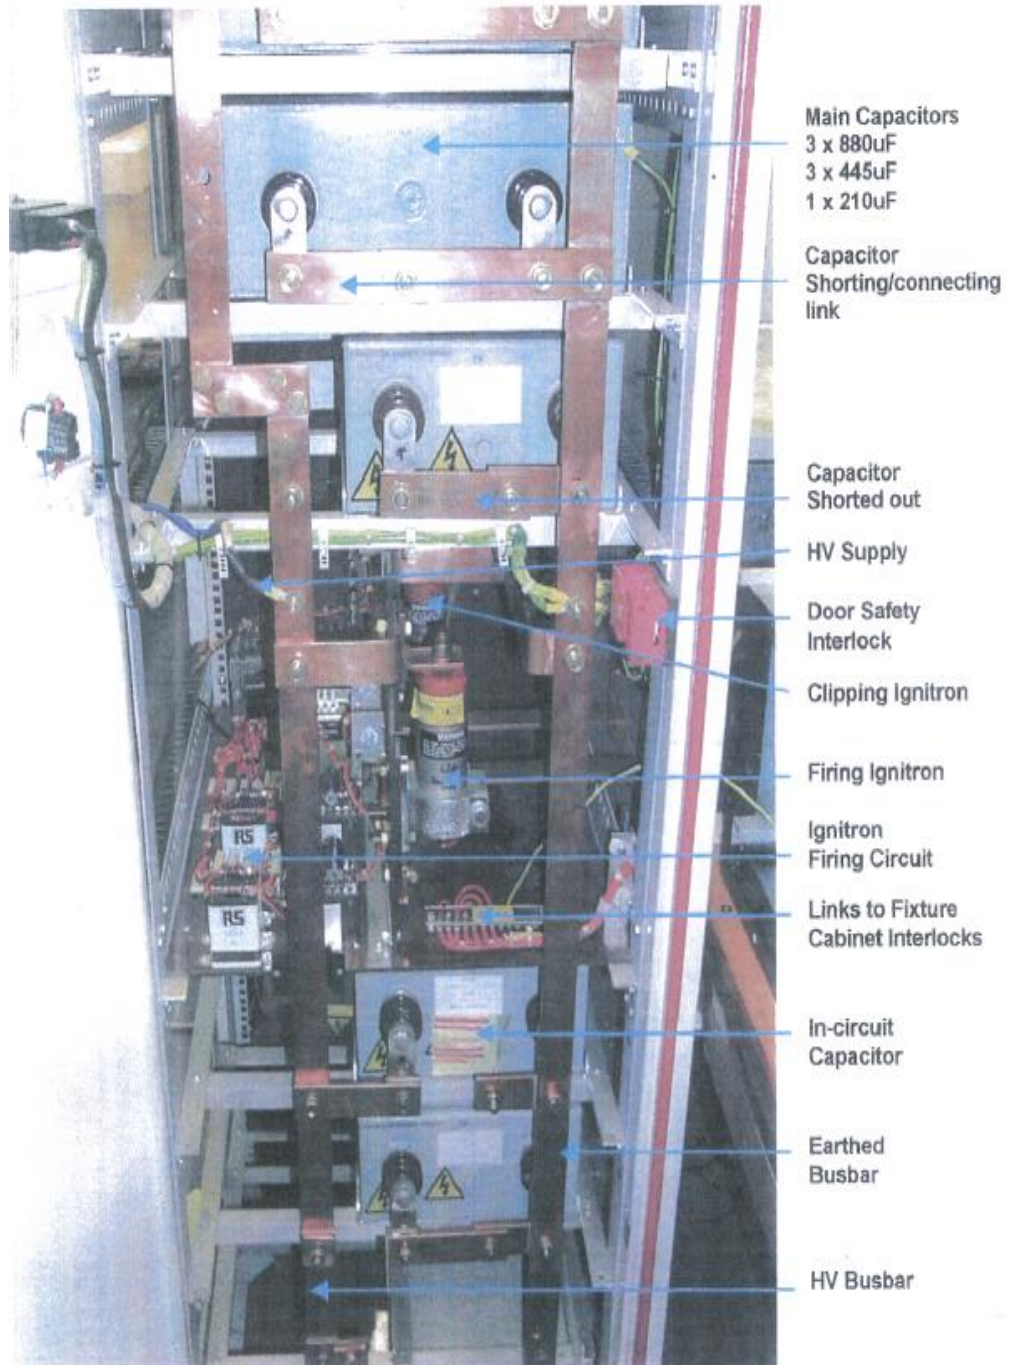 Main Capacitors
3 x 880uF
3 x 445uF
1 x 210uF
Capacitor
Shorting/connecting
link
Capacitor
Shorted out
HV Supply
Door Safety
Interlock
Clipping Ignitron
Firing Ignitron
Ignitron
Firing Circuit
Links to Fixture
Cabinet Interlocks
In-circuit
Capacitor
Earthed
Busbar
HV Busbar
RS
RS